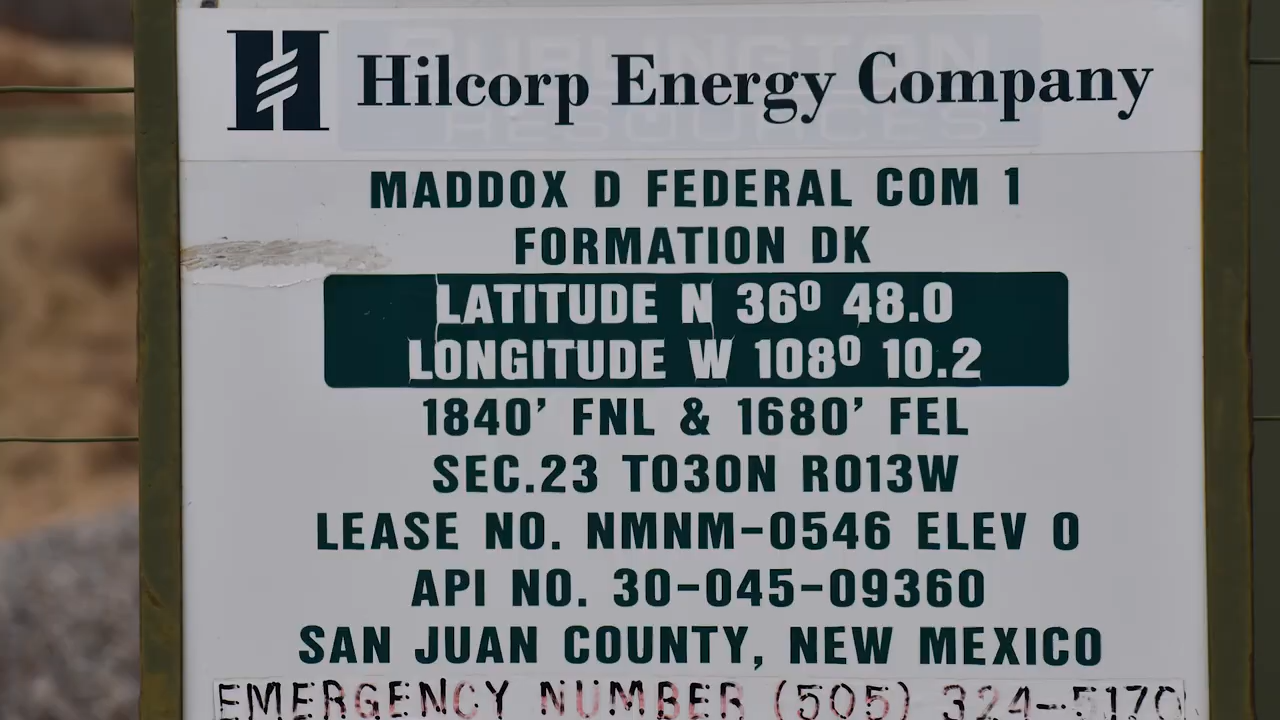 BURLINGTON
RESOURCES
Hilcorp Energy Company
MADDOX D FEDERAL COM 1
FORMATION DK
LATITUDE N 36⁰ 48.0
LONGITUDE W 108⁰ 10.2
1840' FNL & 1680' FEL
SEC.23 T030N R013W
LEASE NO. NMNM-0546 ELEV 0
API NO. 30-045-09360
SAN JUAN COUNTY, NEW MEXICO
EMERGENCY NUMBER (505) 324-5170